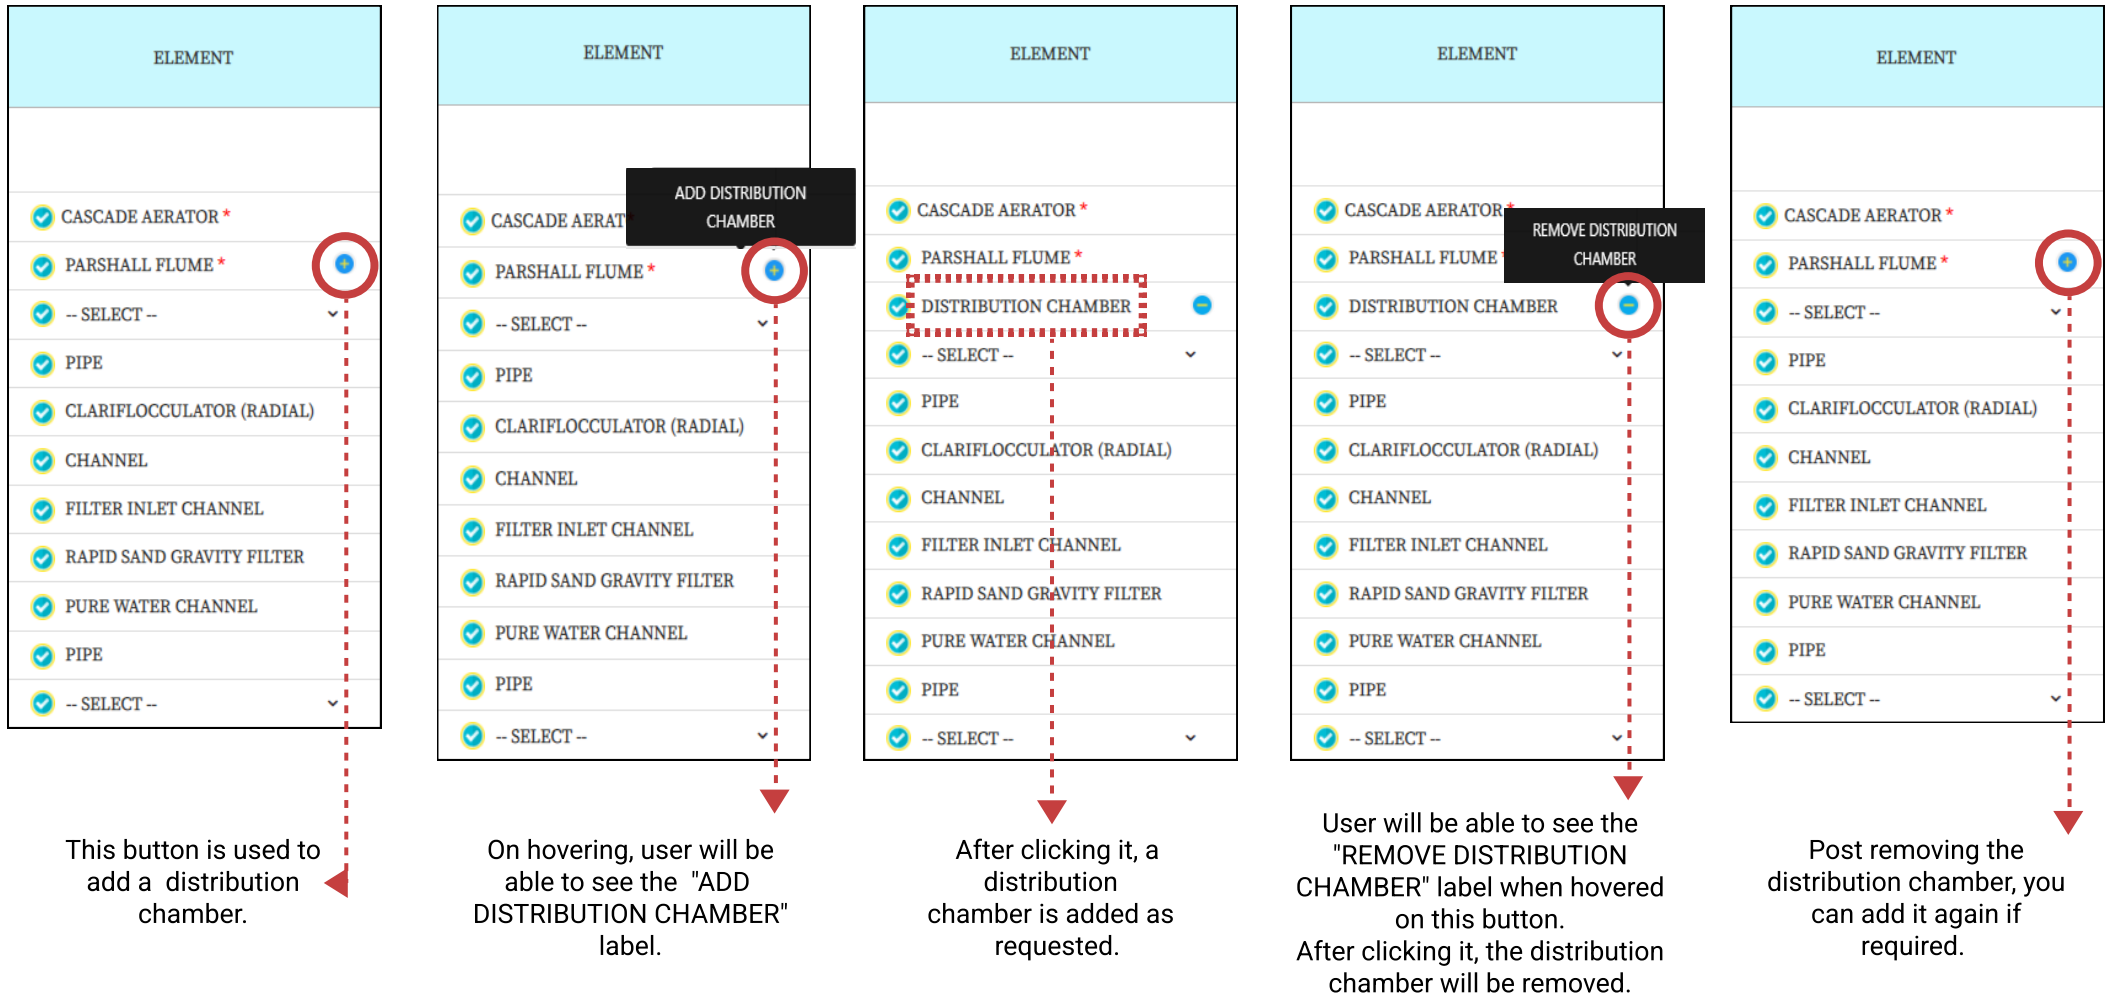 ELEMENT
CASCADE AERATOR *
PARSHALL FLUME *
-- SELECT --
PIPE
CLARIFLOCCULATOR (RADIAL)
CHANNEL
FILTER INLET CHANNEL
RAPID SAND GRAVITY FILTER
PURE WATER CHANNEL
PIPE
-- SELECT --
This button is used to
add a distribution
chamber.
ELEMENT
ADD DISTRIBUTION
CHAMBER
CASCADE AERAT
PARSHALL FLUME *
-- SELECT --
PIPE
CLARIFLOCCULATOR (RADIAL)
CHANNEL
FILTER INLET CHANNEL
RAPID SAND GRAVITY FILTER
PURE WATER CHANNEL
PIPE
-- SELECT --
On hovering, user will be
able to see the "ADD
DISTRIBUTION CHAMBER"
label.
ELEMENT
CASCADE AERATOR *
PARSHALL FLUME *
DISTRIBUTION CHAMBER
-- SELECT --
PIPE
CLARIFLOCCULATOR (RADIAL)
CHANNEL
FILTER INLET CHANNEL
RAPID SAND GRAVITY FILTER
PURE WATER CHANNEL
PIPE
-- SELECT --
After clicking it, a
distribution
chamber is added as
requested.
ELEMENT
CASCADE AERATOR *
REMOVE DISTRIBUTION
CHAMBER
PARSHALL FLUME *
DISTRIBUTION CHAMBER
-- SELECT --
PIPE
CLARIFLOCCULATOR (RADIAL)
CHANNEL
FILTER INLET CHANNEL
RAPID SAND GRAVITY FILTER
PURE WATER CHANNEL
PIPE
-- SELECT --
User will be able to see the
"REMOVE DISTRIBUTION
CHAMBER" label when hovered
on this button.
After clicking it, the distribution
chamber will be removed.
ELEMENT
CASCADE AERATOR *
PARSHALL FLUME *
-- SELECT --
PIPE
CLARIFLOCCULATOR (RADIAL)
CHANNEL
FILTER INLET CHANNEL
RAPID SAND GRAVITY FILTER
PURE WATER CHANNEL
PIPE
-- SELECT --
Post removing the
distribution chamber, you
can add it again if
required.